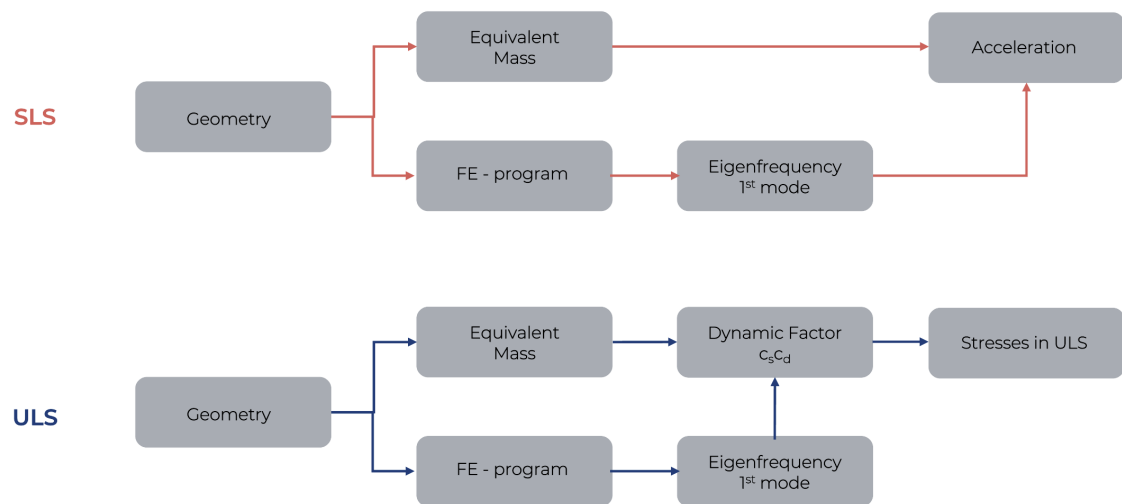 SLS
Geometry
Equivalent
Mass
Acceleration
FE - program
Eigenfrequency
1st mode
ULS
Geometry
Equivalent
Mass
Dynamic Factor
cscd
Stresses in ULS
FE - program
Eigenfrequency
1st mode